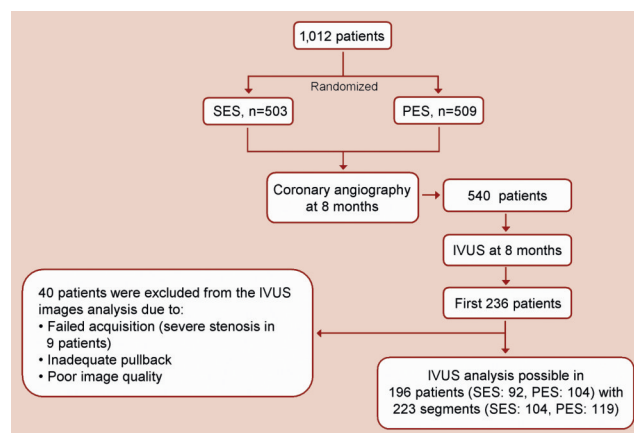 1,012 patients
Randomized
SES, n=503
PES, n=509
Coronary angiography
at 8 months
540 patients
IVUS at 8 months
First 236 patients
40 patients were excluded from the IVUS
images analysis due to:
• Failed acquisition (severe stenosis in
9 patients)
• Inadequate pullback
• Poor image quality
IVUS analysis possible in
196 patients (SES: 92, PES: 104) with
223 segments (SES: 104, PES: 119)